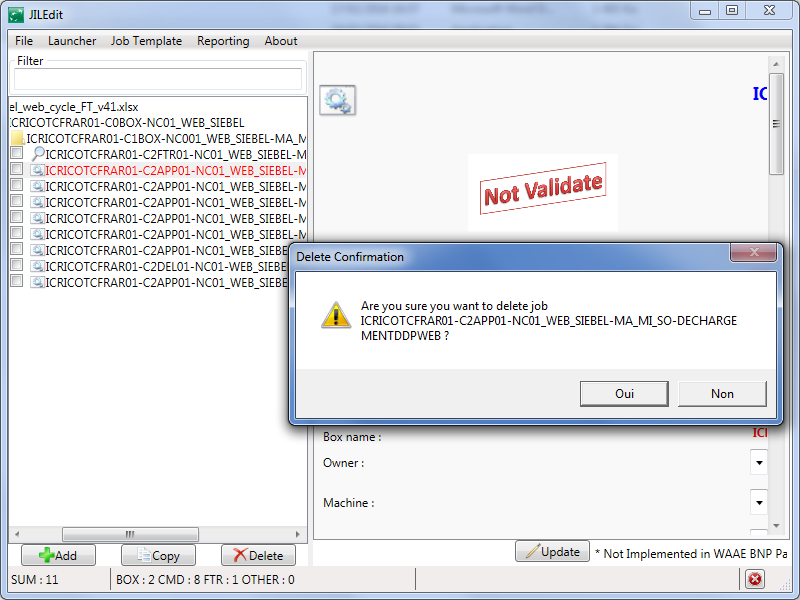 JILEdit
File Launcher Job Template Reporting About
Filter
el_web_cycle_FT_v41.xlsx
ICRICOTCFRAR01-C0BOX-NC01_WEB_SIEBEL
ICRICOTCFRAR01-C1BOX-NC001_WEB_SIEBEL-MA_M
ICRICOTCFRAR01-C2FTR01-NC01_WEB_SIEBEL-M
ICRICOTCFRAR01-C2APP01-NC01_WEB_SIEBEL-M
ICRICOTCFRAR01-C2APP01-NC01_WEB_SIEBEL-M
ICRICOTCFRAR01-C2APP01-NC01_WEB_SIEBEL-M
ICRICOTCFRAR01-C2APP01-NC01_WEB_SIEBEL-M
ICRICOTCFRAR01-C2APP01-NC01_WEB_SIEBEL-M
ICRICOTCFRAR01-C2APP01-NC01_WEB_SIEBE
ICRICOTCFRAR01-C2DEL01-NC01-WEB_SIEBE
ICRICOTCFRAR01-C2APP01-NC01_WEB_SIEBE
IC
Not Validate
Delete Confirmation
Are you sure you want to delete job
ICRICOTCFRAR01-C2APP01-NC01_WEB_SIEBEL-MA_MI_SO-DECHARGE
MENTDDPWEB ?
Oui Non
Box name : ICI
Owner :
Machine :
Add Copy Delete
Update * Not Implemented in WAAE BNP Pa
SUM : 11 BOX : 2 CMD : 8 FTR : 1 OTHER : 0